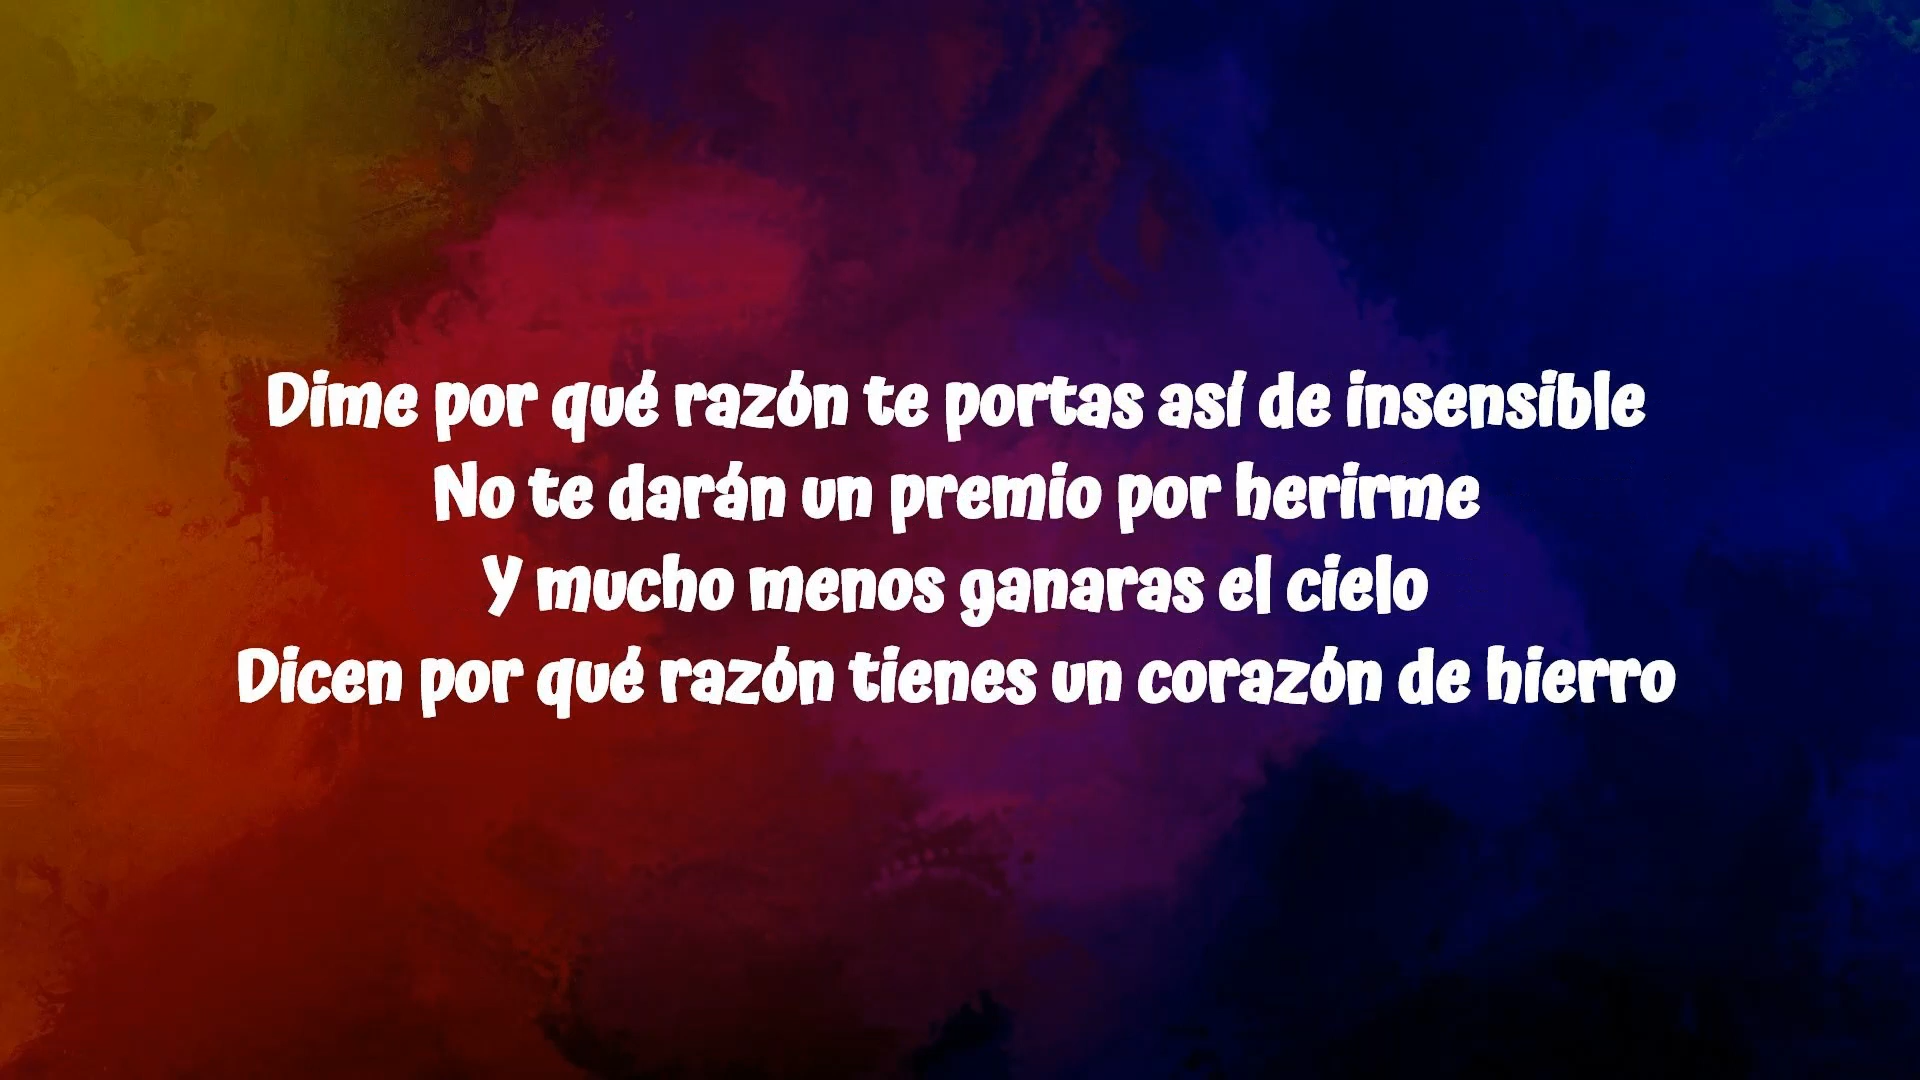 Dime por qué razón te portas así de insensible
No te darán un premio por herirme
Y mucho menos ganaras el cielo
Dicen por qué razón tienes un corazón de hierro